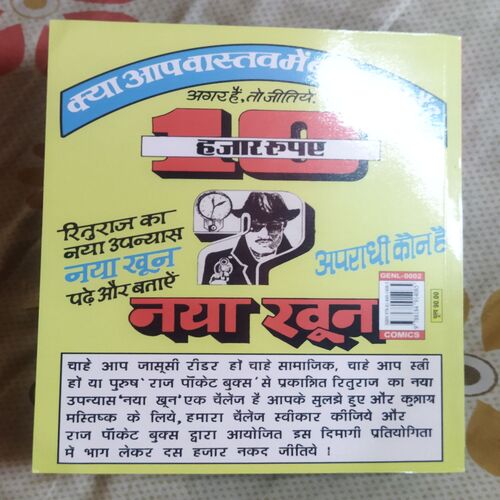 क्या आप वास्तव में
अगर है, तो जीतिये.
10
हजार रूपए
रितुराज का
नया उपन्यास
नया खून
पढ़े और बताऐं
?
अपराधी कौन है
GENL-0002
COMICS
मूल्य 90.00
नया खून
चाहे आप जासूसी रीडर हों चाहे सामाजिक, चाहे आप स्त्री
हों या पुरुष 'राज पॉकेट बुक्स' से प्रकाशित रितुराज का नया
उपन्यास 'नया खून' एक चैलेंज है आपके सुलझे हुए और कुशाग्र
मस्तिष्क के लिये, हमारा चैलेंज स्वीकार कीजिये और
राज पॉकेट बुक्स द्वारा आयोजित इस दिमागी प्रतियोगिता
में भाग लेकर दस हजार नकद जीतिये !